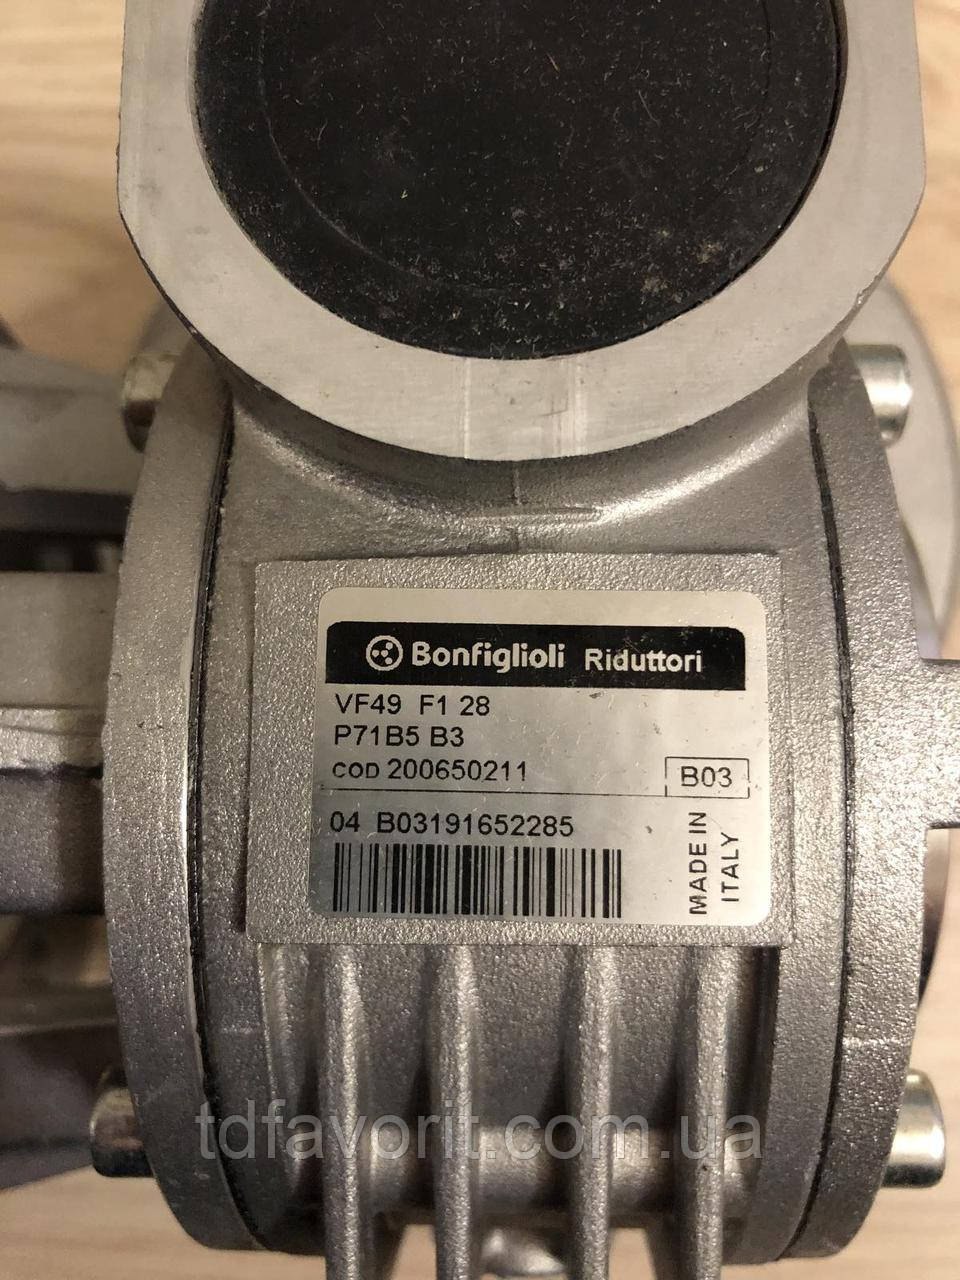 Bonfiglioli Riduttori
VF49 F1 28
P71B5 B3
COD 200650211
B03
04 B03191652285
MADE IN
ITALY
tdfavorit.com.ua